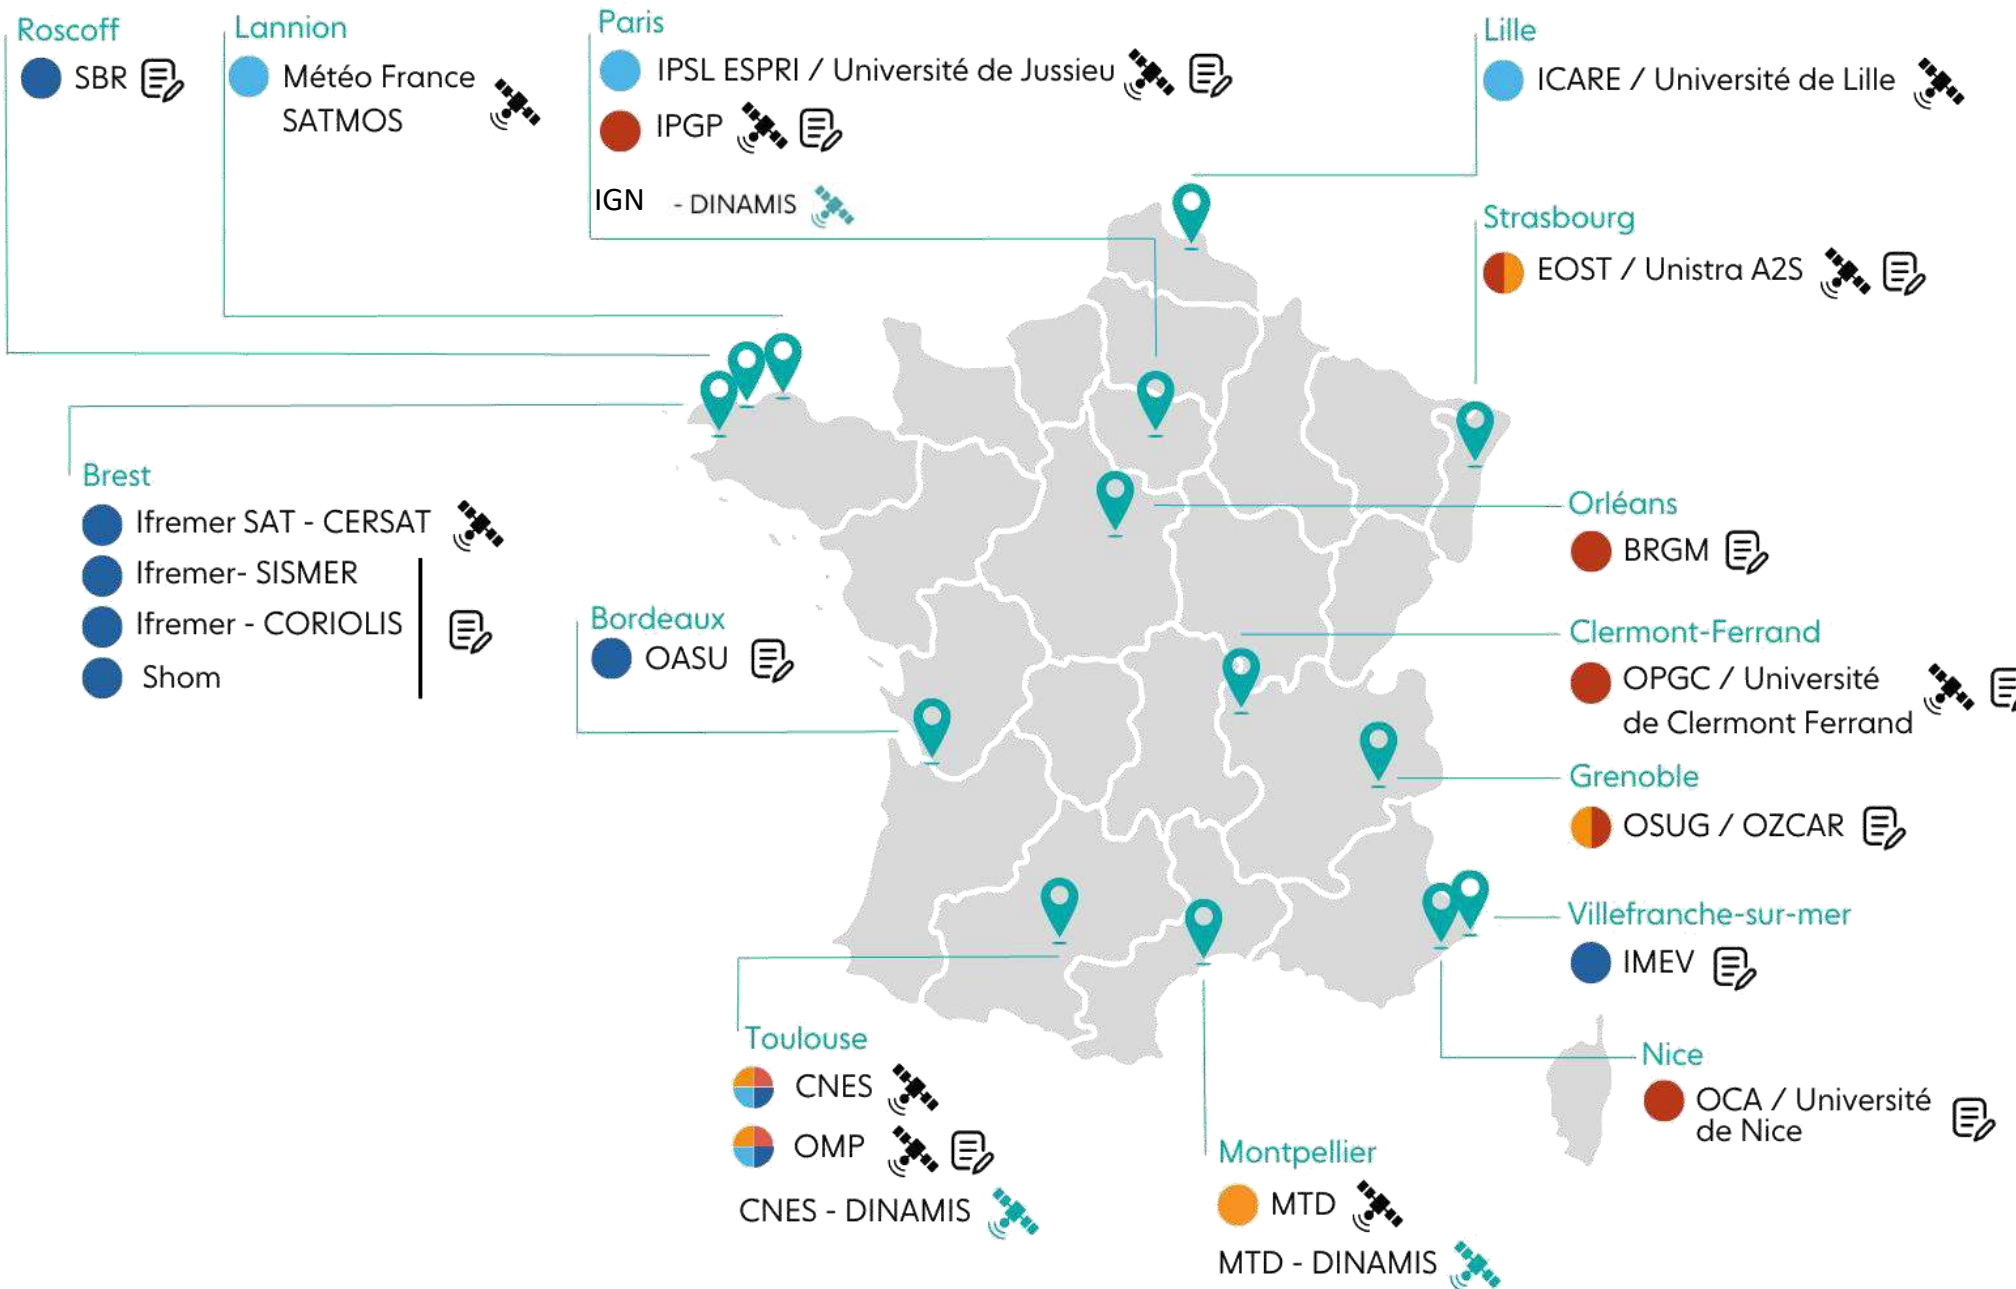 Roscoff
SBR
Lannion
Météo France
SATMOS
Paris
IPSL ESPRI / Université de Jussieu
IPGP
IGN - DINAMIS
Lille
ICARE / Université de Lille
Strasbourg
EOST / Unistra A2S
Brest
Ifremer SAT - CERSAT
Ifremer- SISMER
Ifremer - CORIOLIS
Shom
Bordeaux
OASU
Orléans
BRGM
Clermont-Ferrand
OPGC / Université
de Clermont Ferrand
Grenoble
OSUG / OZCAR
Villefranche-sur-mer
IMEV
Nice
OCA / Université
de Nice
Toulouse
CNES
OMP
CNES - DINAMIS
Montpellier
MTD
MTD - DINAMIS